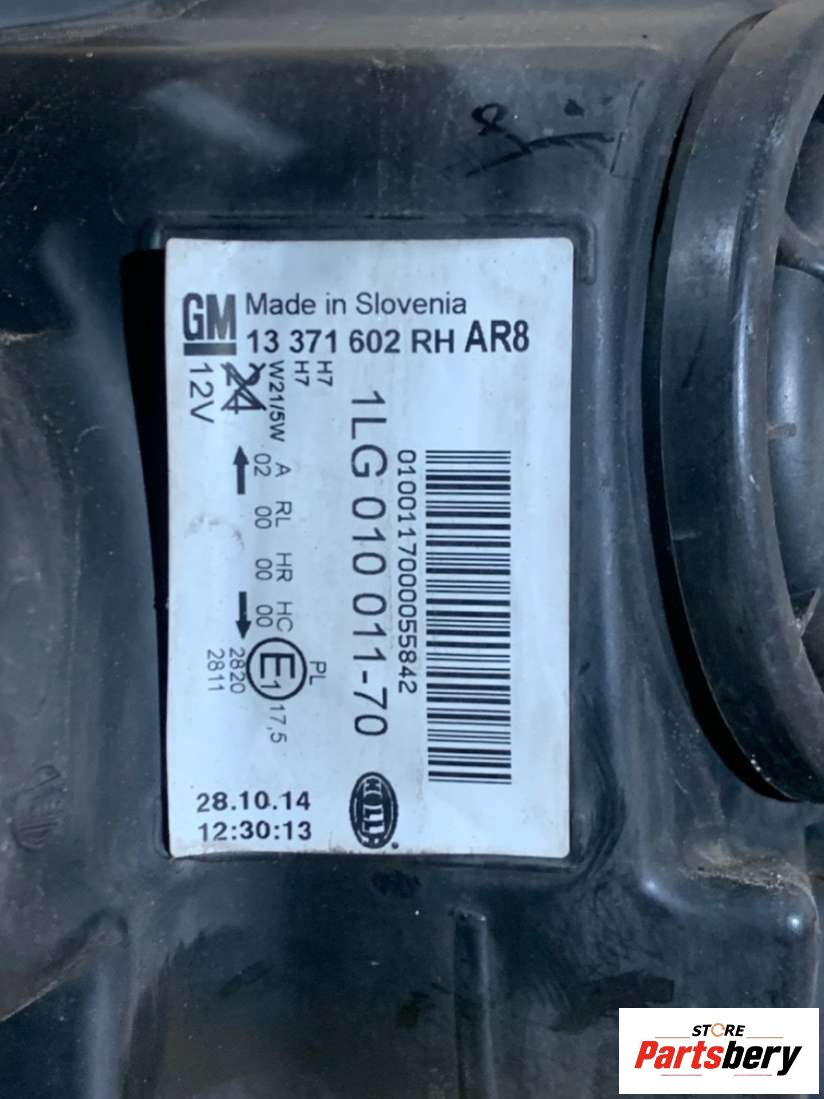 GM Made in Slovenia
13 371 602 RH AR8
H7
H7
W21/5W
24
12V
1LG 010 011-70
01001170000055842
A RL HR HC
02 00 00 00
PL
E1 17,5
2820
2811
28.10.14
12:30:13
HELLA
STORE
Partsbery